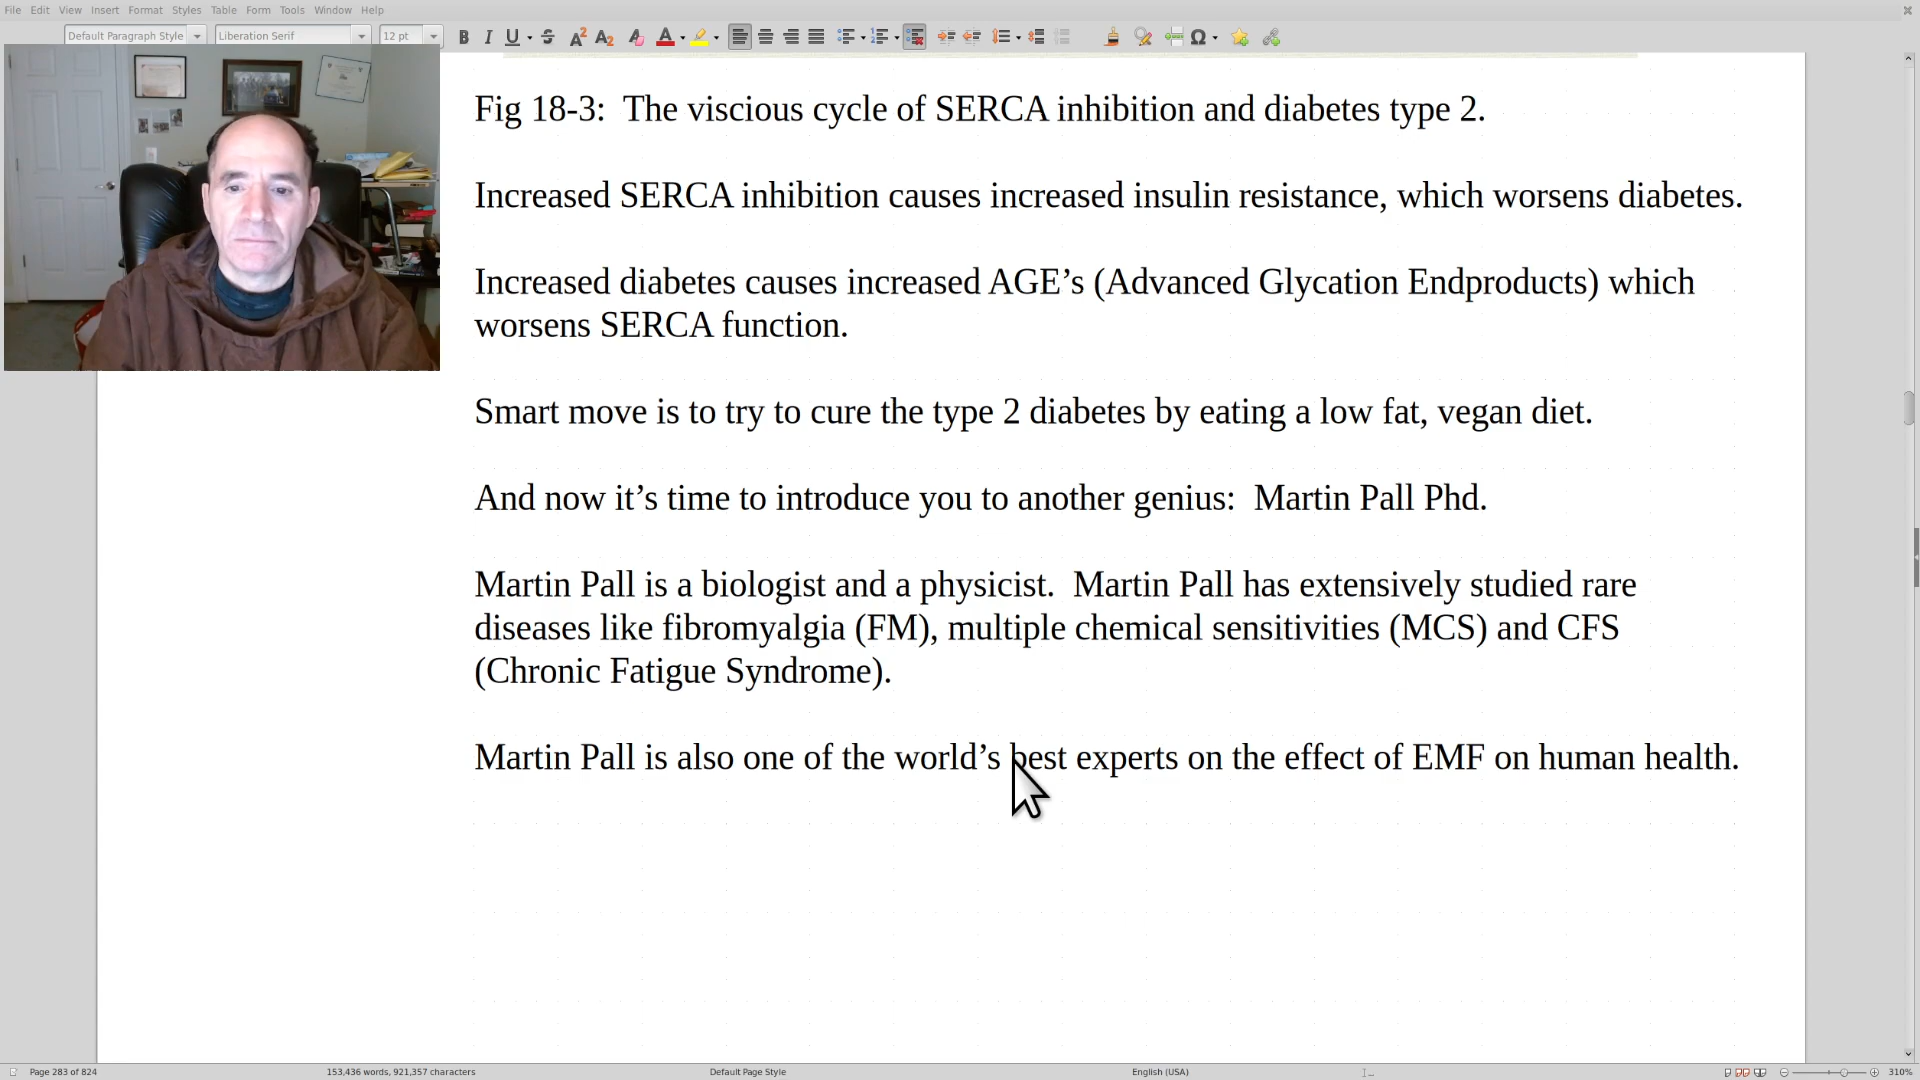 File Edit View Insert Format Styles Table Form Tools Window Help
Default Paragraph Style Liberation Serif 12 pt
Fig 18-3:  The viscious cycle of SERCA inhibition and diabetes type 2.
Increased SERCA inhibition causes increased insulin resistance, which worsens diabetes.
Increased diabetes causes increased AGE’s (Advanced Glycation Endproducts) which
worsens SERCA function.
Smart move is to try to cure the type 2 diabetes by eating a low fat, vegan diet.
And now it’s time to introduce you to another genius:  Martin Pall Phd.
Martin Pall is a biologist and a physicist.  Martin Pall has extensively studied rare
diseases like fibromyalgia (FM), multiple chemical sensitivities (MCS) and CFS
(Chronic Fatigue Syndrome).
Martin Pall is also one of the world’s best experts on the effect of EMF on human health.
Page 283 of 824 153,436 words, 921,357 characters Default Page Style English (USA) 310%